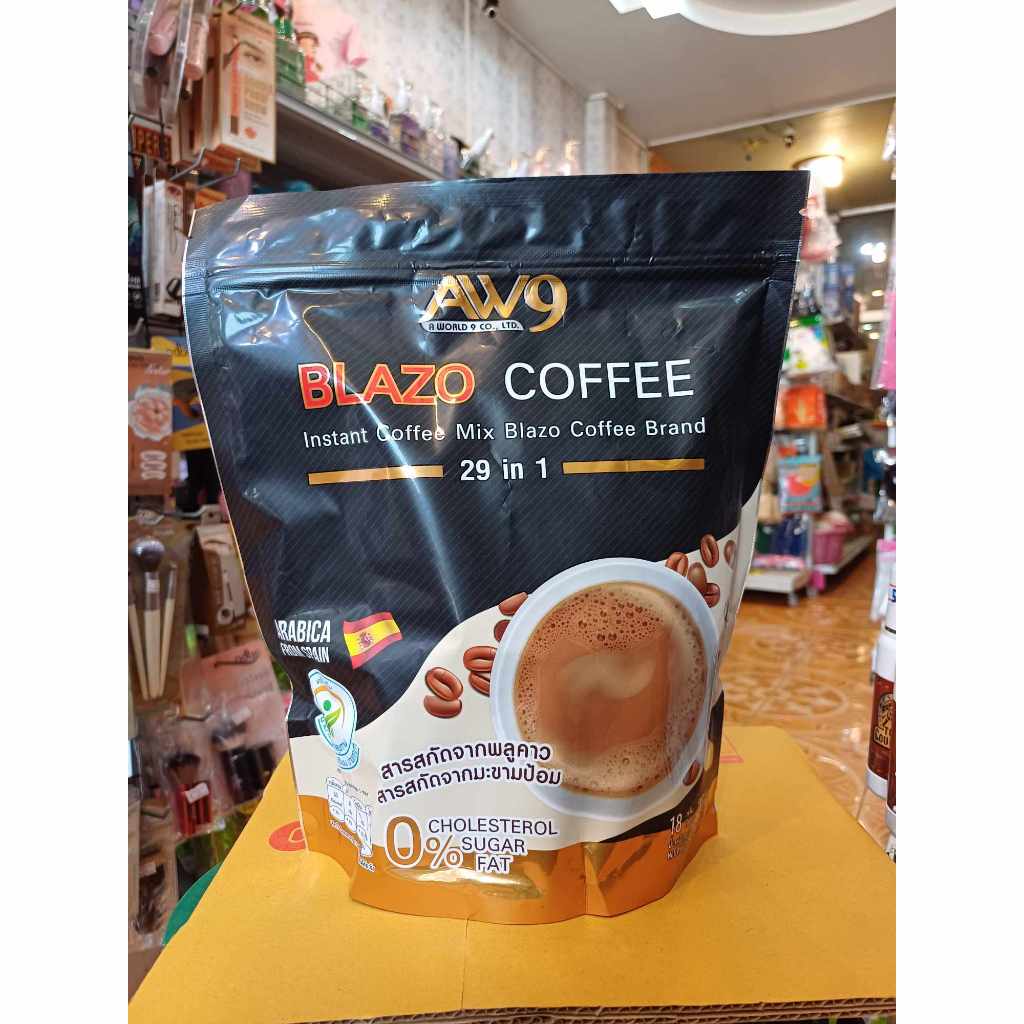 AW9
A WORLD 9 CO., LTD.
BLAZO COFFEE
Instant Coffee Mix Blazo Coffee Brand
29 in 1
ARABICA
FROM SPAIN
สารสกัดจากพลูคาว
สารสกัดจากมะขามป้อม
0%
CHOLESTEROL
SUGAR
FAT
18